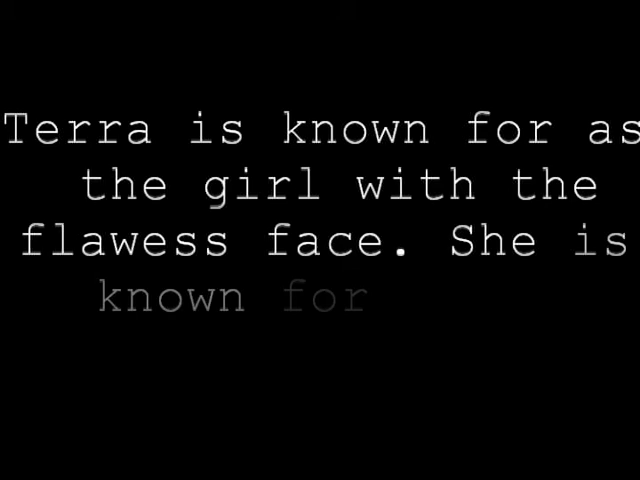 Terra is known for as
the girl with the
flawess face. She is
known for